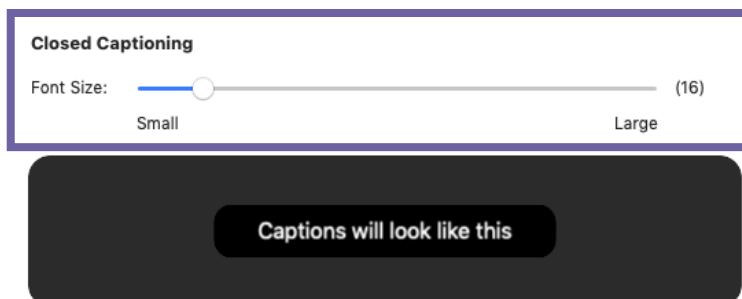 Closed Captioning
Font Size: (16)
Small Large
Captions will look like this